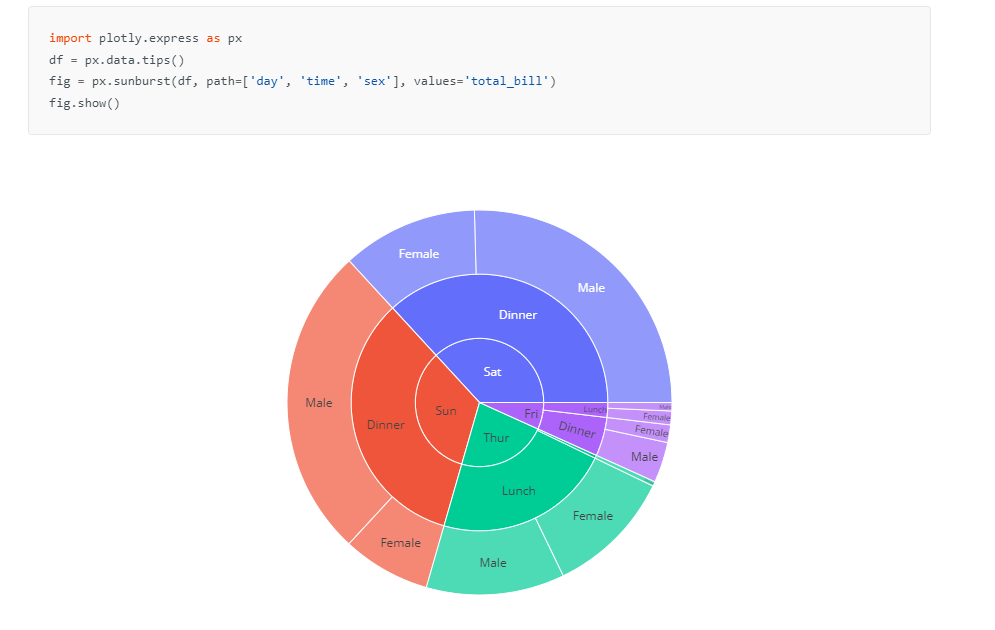 import plotly.express as px
df = px.data.tips()
fig = px.sunburst(df, path=['day', 'time', 'sex'], values='total_bill')
fig.show()
Female
Male
Dinner
Sat
Male
Sun
Dinner
Fri
Lunch
Male
Female
Dinner
Female
Male
Thur
Lunch
Female
Female
Male